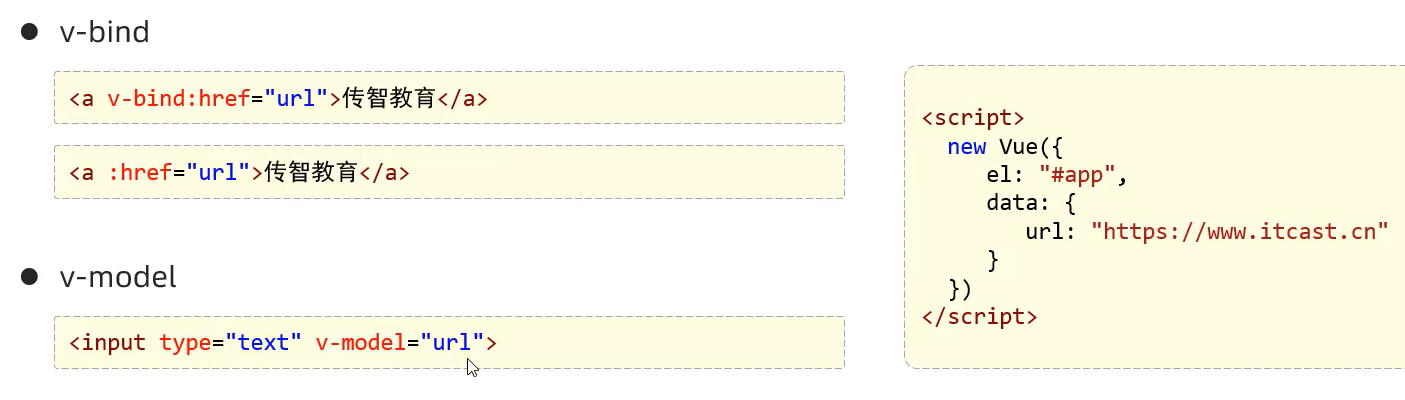 ● v-bind
<a v-bind:href="url">传智教育</a>
<a :href="url">传智教育</a>
● v-model
<input type="text" v-model="url">
<script>
  new Vue({
     el: "#app",
     data: {
        url: "https://www.itcast.cn"
     }
  })
</script>